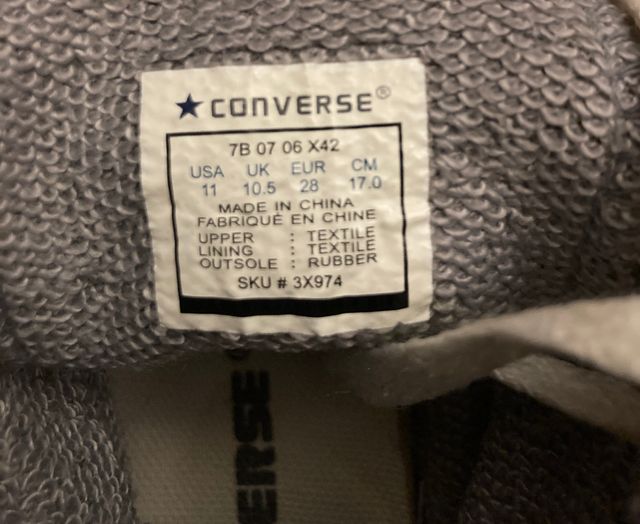 CONVERSE®
7B 07 06 X42
USA UK EUR CM
11 10.5 28 17.0
MADE IN CHINA
FABRIQUÉ EN CHINE
UPPER : TEXTILE
LINING : TEXTILE
OUTSOLE : RUBBER
SKU # 3X974
ERSE